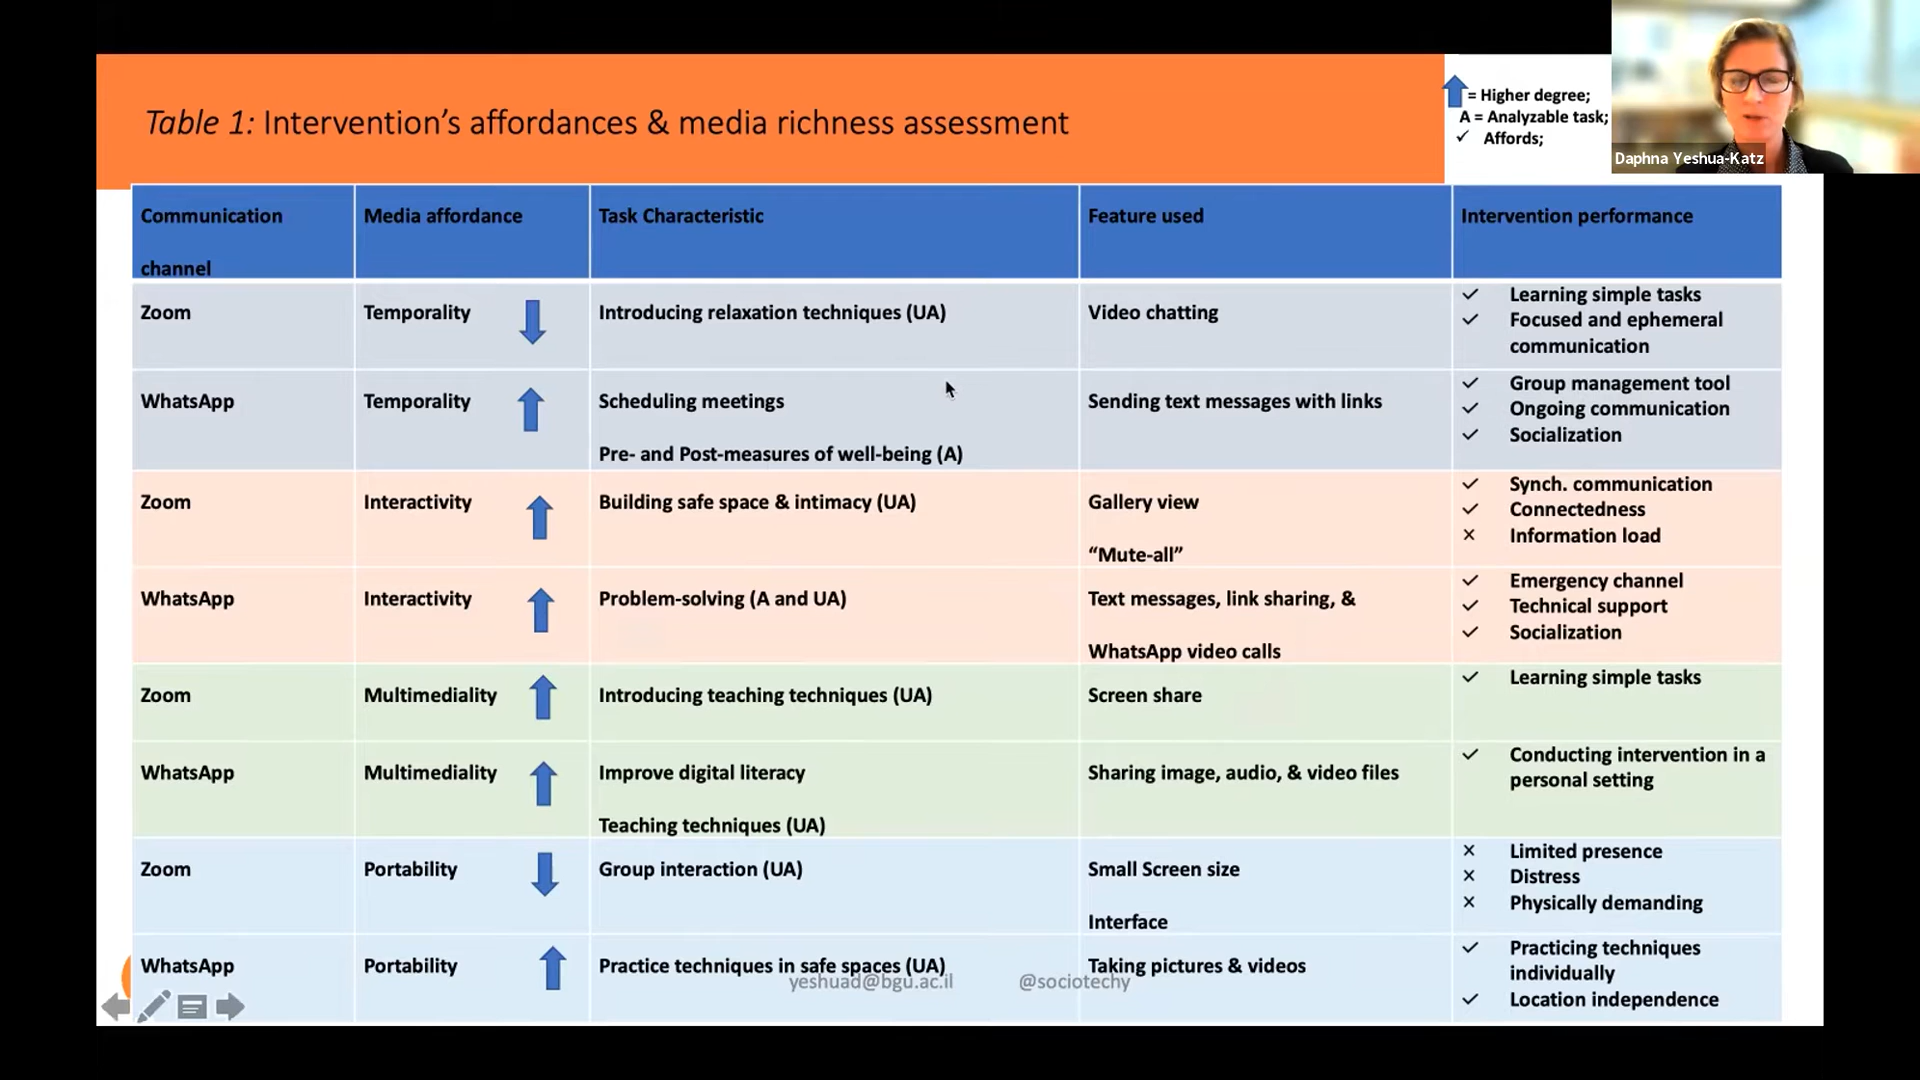 Table 1: Intervention's affordances & media richness assessment
= Higher degree;
A = Analyzable task;
✓ Affords;
Daphna Yeshua-Katz
Communication channel
Media affordance
Task Characteristic
Feature used
Intervention performance
Zoom
Temporality
Introducing relaxation techniques (UA)
Video chatting
✓ Learning simple tasks
✓ Focused and ephemeral
communication
WhatsApp
Temporality
Scheduling meetings
Pre- and Post-measures of well-being (A)
Sending text messages with links
✓ Group management tool
✓ Ongoing communication
✓ Socialization
Zoom
Interactivity
Building safe space & intimacy (UA)
Gallery view
“Mute-all”
✓ Synch. communication
✓ Connectedness
× Information load
WhatsApp
Interactivity
Problem-solving (A and UA)
Text messages, link sharing, &
WhatsApp video calls
✓ Emergency channel
✓ Technical support
✓ Socialization
Zoom
Multimediality
Introducing teaching techniques (UA)
Screen share
✓ Learning simple tasks
WhatsApp
Multimediality
Improve digital literacy
Teaching techniques (UA)
Sharing image, audio, & video files
✓ Conducting intervention in a
personal setting
Zoom
Portability
Group interaction (UA)
Small Screen size
Interface
× Limited presence
× Distress
× Physically demanding
WhatsApp
Portability
Practice techniques in safe spaces (UA)
Taking pictures & videos
✓ Practicing techniques
individually
✓ Location independence
yeshuad@bgu.ac.il @sociotechy